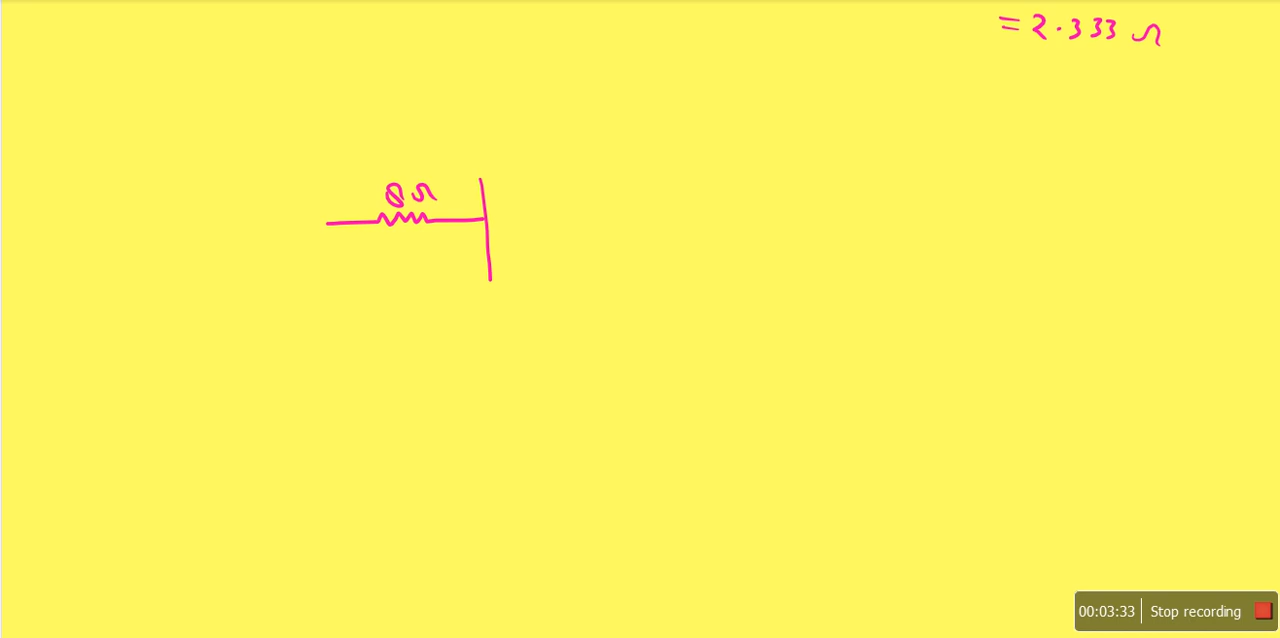 = 2.333 Ω
8 Ω
00:03:33 Stop recording